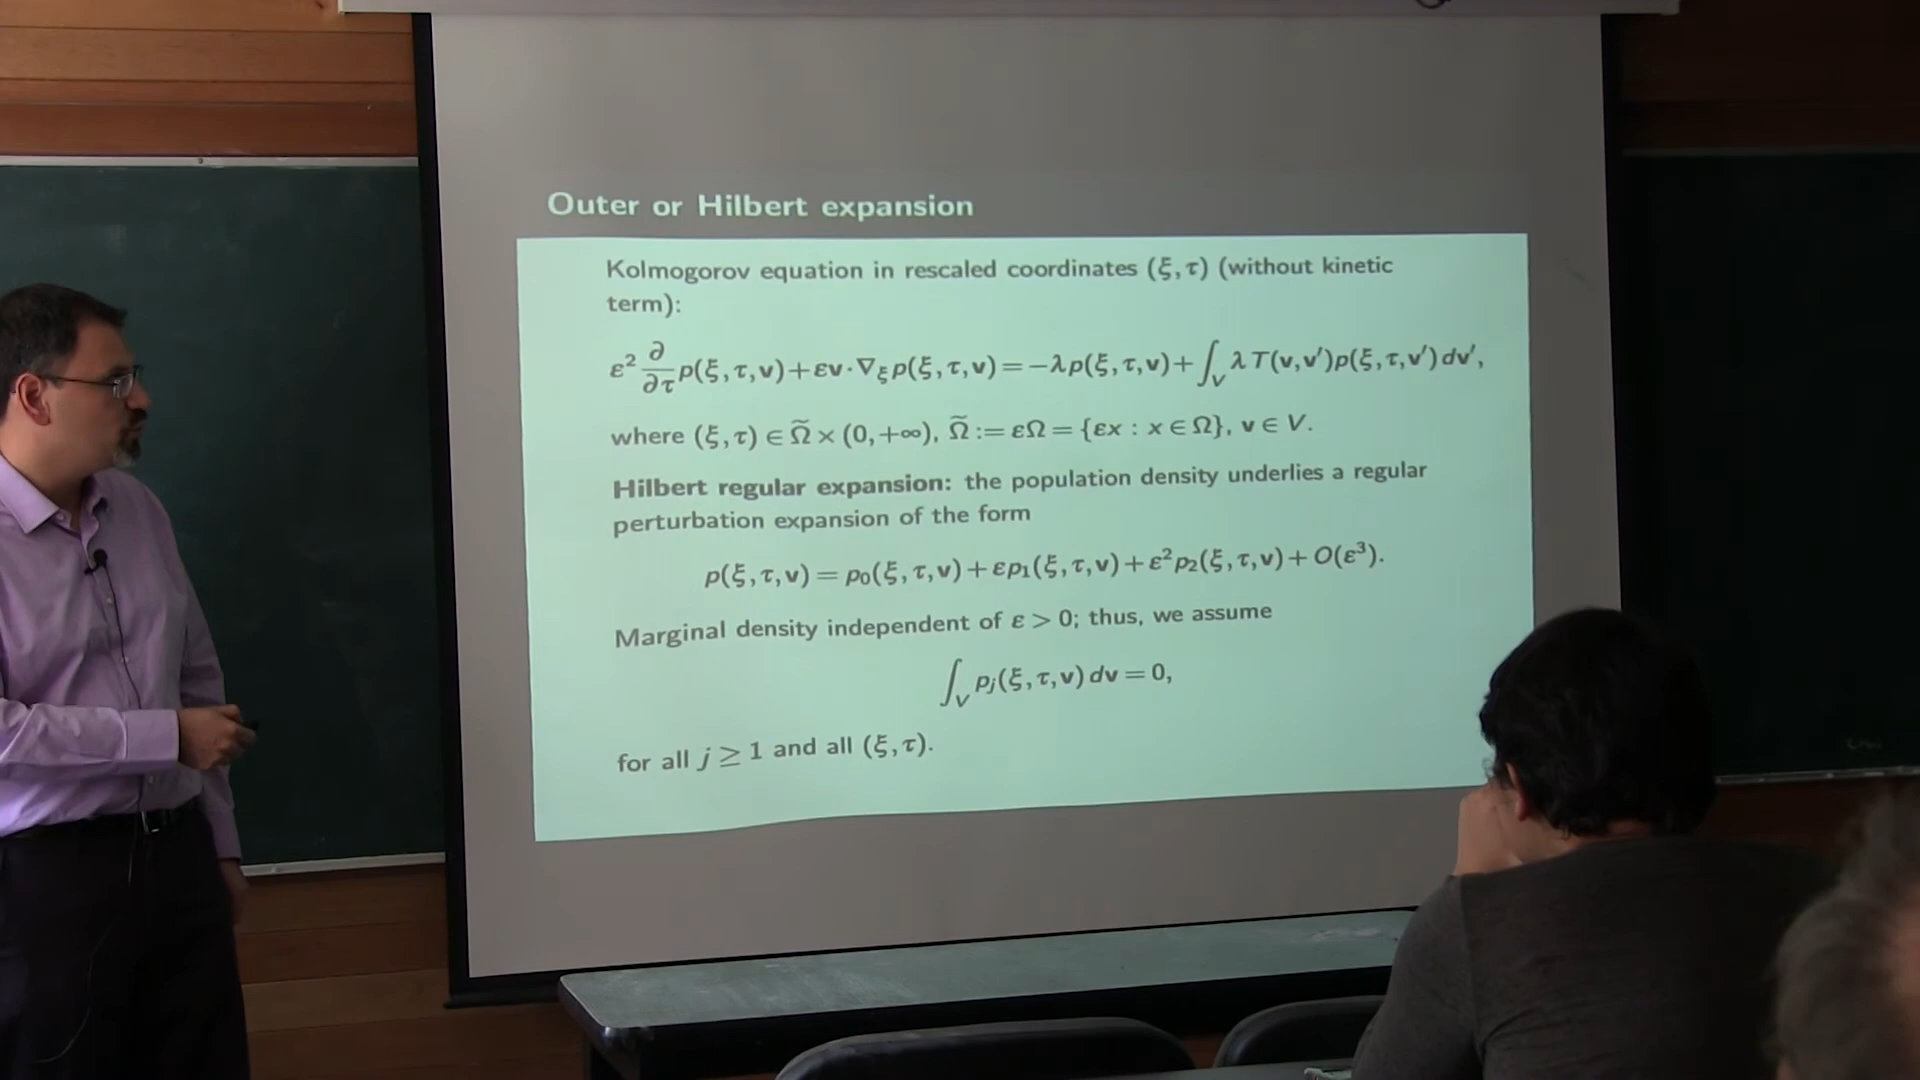 Outer or Hilbert expansion
Kolmogorov equation in rescaled coordinates (ξ, τ) (without kinetic
term):
ε² ∂/∂τ p(ξ, τ, v) + εv · ∇_ξ p(ξ, τ, v) = −λp(ξ, τ, v) + ∫_V λT(v, v′)p(ξ, τ, v′) dv′,
where (ξ, τ) ∈ Ω̃ × (0, +∞), Ω̃ := εΩ = {εx : x ∈ Ω}, v ∈ V.
Hilbert regular expansion: the population density underlies a regular
perturbation expansion of the form
p(ξ, τ, v) = p₀(ξ, τ, v) + εp₁(ξ, τ, v) + ε²p₂(ξ, τ, v) + O(ε³).
Marginal density independent of ε > 0; thus, we assume
∫_V p_j(ξ, τ, v) dv = 0,
for all j ≥ 1 and all (ξ, τ).